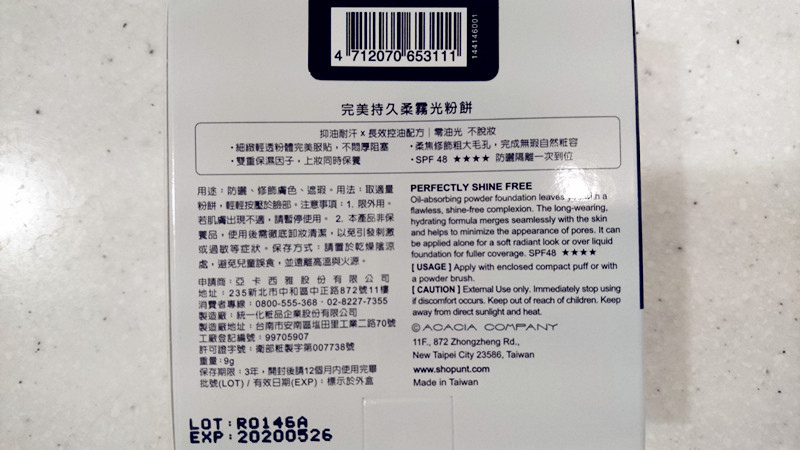 4 712070 653111
144146001
完美持久柔霧光粉餅
抑油耐汗 x 長效控油配方｜零油光 不脫妝
・細緻輕透粉體完美服貼，不悶厚阻塞
・柔焦修飾粗大毛孔，完成無瑕自然粧容
・雙重保濕因子，上妝同時保養
・SPF 48 ★★★★ 防曬隔離一次到位
用途：防曬、修飾膚色、遮瑕。用法：取適量
粉餅，輕輕按壓於臉部。注意事項：1. 限外用。
若肌膚出現不適，請暫停使用。 2. 本產品非保
養品，使用後需徹底卸妝清潔，以免引發刺激
或過敏等症狀。保存方式：請置於乾燥陰涼
處，避免兒童誤食，並遠離高溫與火源。
申請商：亞卡西雅股份有限公司
地址：235新北市中和區中正路872號11樓
消費者專線：0800-555-368・02-8227-7355
製造廠：統一化粧品企業股份有限公司
製造廠地址：台南市安南區塩田里工業二路70號
工廠登記編號：99705907
許可證字號：衛部粧製字第007738號
重量：9g
保存期限：3年，開封後請12個月內使用完畢
批號(LOT) / 有效日期(EXP)：標示於外盒
PERFECTLY SHINE FREE
Oil-absorbing powder foundation leaves with a
flawless, shine-free complexion. The long-wearing,
hydrating formula merges seamlessly with the skin
and helps to minimize the appearance of pores. It can
be applied alone for a soft radiant look or over liquid
foundation for fuller coverage. SPF48 ★★★★
[ USAGE ] Apply with enclosed compact puff or with
a powder brush.
[ CAUTION ] External Use only. Immediately stop using
if discomfort occurs. Keep out of reach of children. Keep
away from direct sunlight and heat.
© ACACIA COMPANY
11F., 872 Zhongzheng Rd.,
New Taipei City 23586, Taiwan
www.shopunt.com
Made in Taiwan
LOT：R0146A
EXP：20200526